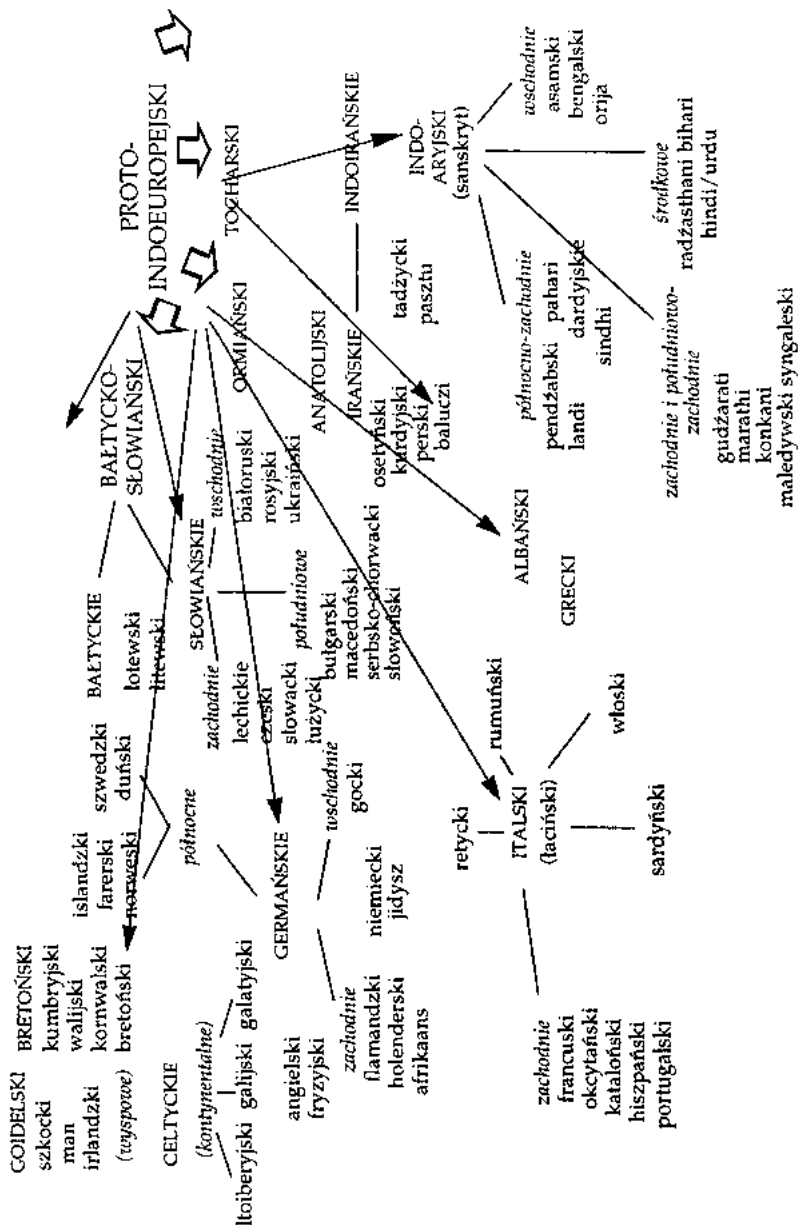 PROTO-
INDOEUROPEJSKI
BAŁTYCKO-
SŁOWIAŃSKI
BAŁTYCKIE
łotewski
litewski
SŁOWIAŃSKIE
wschodnie
białoruski
rosyjski
ukraiński
południowe
bułgarski
macedoński
serbsko-chorwacki
słoweński
zachodnie
lechickie
czeski
słowacki
łużycki
ORMIAŃSKI
TOCHARSKI
ANATOLIJSKI
IRAŃSKIE
INDOIRAŃSKIE
osetyński
kurdyjski
perski
baluczi
tadżycki
pasztu
INDO-
ARYJSKI
(sanskryt)
wschodnie
asamski
bengalski
orija
środkowe
radżasthani bihari
hindi/urdu
północno-zachodnie
pendżabski pahari
landi dardyjskie
sindhi
zachodnie i południowo-
zachodnie
gudżarati
marathi
konkani
maledywski syngaleski
ALBAŃSKI
GRECKI
GOIDELSKI
szkocki
man
irlandzki
(wyspowe)
BRETOŃSKI
kumbryjski
walijski
kornwalski
bretoński
CELTYCKIE
(kontynentalne)
ltoiberyjski galijski galatyjski
islandzki
farerski
norweski
szwedzki
duński
północne
GERMAŃSKIE
wschodnie
gocki
angielski
fryzyjski
zachodnie
flamandzki
holenderski
afrikaans
niemiecki
jidysz
retycki
rumuński
ITALSKI
(łaciński)
włoski
sardyński
zachodnie
francuski
okcytański
kataloński
hiszpański
portugalski